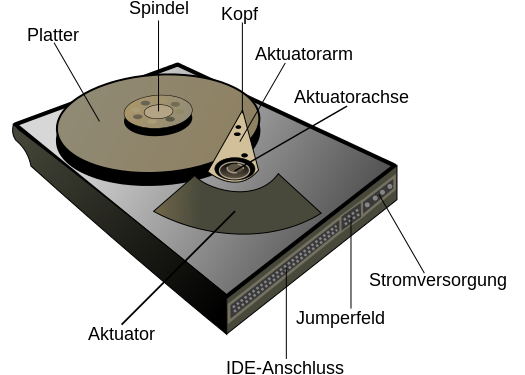 Spindel
Kopf
Platter
Aktuatorarm
Aktuatorachse
Stromversorgung
Jumperfeld
Aktuator
IDE-Anschluss